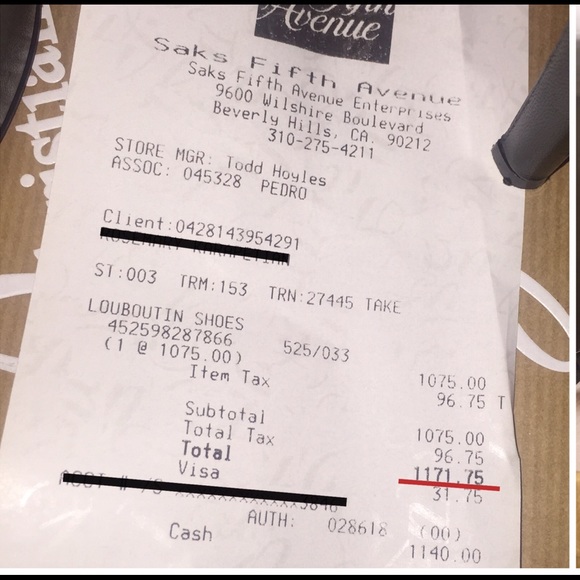 Avenue
Saks Fifth Avenue
Saks Fifth Avenue Enterprises
9600 Wilshire Boulevard
Beverly Hills, CA. 90212
310-275-4211
STORE MGR: Todd Hoyles
ASSOC: 045328 PEDRO
Client:0428143954291
ST:003 TRM:153 TRN:27445 TAKE
LOUBOUTIN SHOES
452598287866 525/033
(1 @ 1075.00) 1075.00
Item Tax 96.75 T
Subtotal 1075.00
Total Tax 96.75
Total 1171.75
Visa 31.75
AUTH: 028618 (00)
Cash 1140.00